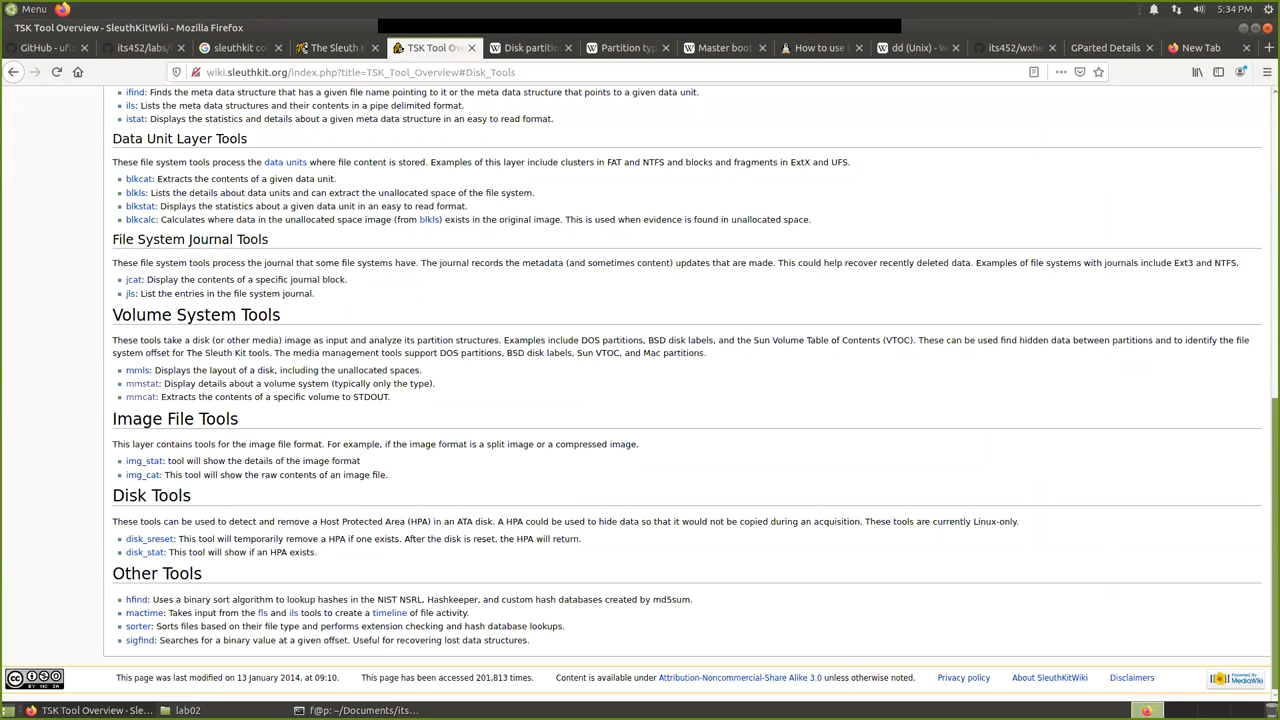 Menu
5:34 PM
TSK Tool Overview - SleuthKitWiki - Mozilla Firefox
GitHub - ufic
its452/labs/l
sleuthkit co
The Sleuth K
TSK Tool Ov
Disk partitio
Partition typ
Master boot
How to use l
dd (Unix) - W
its452/wxhe
GParted Details
New Tab
wiki.sleuthkit.org/index.php?title=TSK_Tool_Overview#Disk_Tools
ifind: Finds the meta data structure that has a given file name pointing to it or the meta data structure that points to a given data unit.
ils: Lists the meta data structures and their contents in a pipe delimited format.
istat: Displays the statistics and details about a given meta data structure in an easy to read format.
Data Unit Layer Tools
These file system tools process the data units where file content is stored. Examples of this layer include clusters in FAT and NTFS and blocks and fragments in ExtX and UFS.
blkcat: Extracts the contents of a given data unit.
blkls: Lists the details about data units and can extract the unallocated space of the file system.
blkstat: Displays the statistics about a given data unit in an easy to read format.
blkcalc: Calculates where data in the unallocated space image (from blkls) exists in the original image. This is used when evidence is found in unallocated space.
File System Journal Tools
These file system tools process the journal that some file systems have. The journal records the metadata (and sometimes content) updates that are made. This could help recover recently deleted data. Examples of file systems with journals include Ext3 and NTFS.
jcat: Display the contents of a specific journal block.
jls: List the entries in the file system journal.
Volume System Tools
These tools take a disk (or other media) image as input and analyze its partition structures. Examples include DOS partitions, BSD disk labels, and the Sun Volume Table of Contents (VTOC). These can be used find hidden data between partitions and to identify the file
system offset for The Sleuth Kit tools. The media management tools support DOS partitions, BSD disk labels, Sun VTOC, and Mac partitions.
mmls: Displays the layout of a disk, including the unallocated spaces.
mmstat: Display details about a volume system (typically only the type).
mmcat: Extracts the contents of a specific volume to STDOUT.
Image File Tools
This layer contains tools for the image file format. For example, if the image format is a split image or a compressed image.
img_stat: tool will show the details of the image format
img_cat: This tool will show the raw contents of an image file.
Disk Tools
These tools can be used to detect and remove a Host Protected Area (HPA) in an ATA disk. A HPA could be used to hide data so that it would not be copied during an acquisition. These tools are currently Linux-only.
disk_sreset: This tool will temporarily remove a HPA if one exists. After the disk is reset, the HPA will return.
disk_stat: This tool will show if an HPA exists.
Other Tools
hfind: Uses a binary sort algorithm to lookup hashes in the NIST NSRL, Hashkeeper, and custom hash databases created by md5sum.
mactime: Takes input from the fls and ils tools to create a timeline of file activity.
sorter: Sorts files based on their file type and performs extension checking and hash database lookups.
sigfind: Searches for a binary value at a given offset. Useful for recovering lost data structures.
This page was last modified on 13 January 2014, at 09:10.
This page has been accessed 201,813 times.
Content is available under Attribution-Noncommercial-Share Alike 3.0 unless otherwise noted.
Privacy policy
About SleuthKitWiki
Disclaimers
Powered By MediaWiki
TSK Tool Overview - Sle...
lab02
f@p: ~/Documents/its...